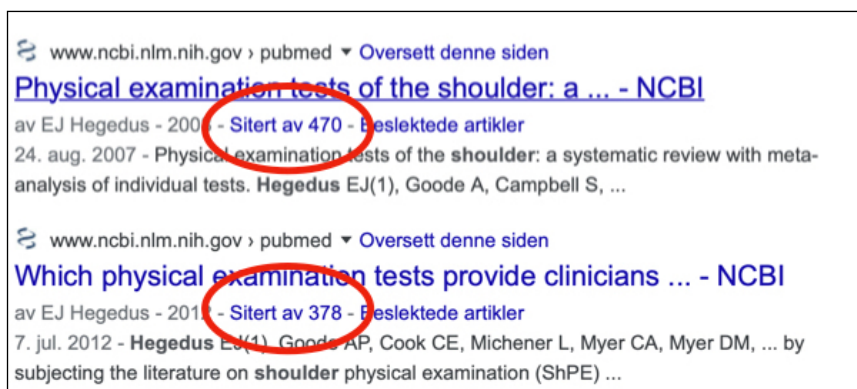 www.ncbi.nlm.nih.gov › pubmed ▾ Oversett denne siden
Physical examination tests of the shoulder: a ... - NCBI
av EJ Hegedus - - Sitert av 470 - Beslektede artikler
24. aug. 2007 - Physical examination tests of the shoulder: a systematic review with meta-
analysis of individual tests. Hegedus EJ(1), Goode A, Campbell S, ...
www.ncbi.nlm.nih.gov › pubmed ▾ Oversett denne siden
Which physical examination tests provide clinicians ... - NCBI
av EJ Hegedus - 2012 - Sitert av 378 - Beslektede artikler
7. jul. 2012 - Hegedus EJ(1), Goode AP, Cook CE, Michener L, Myer CA, Myer DM, ... by
subjecting the literature on shoulder physical examination (ShPE) ...